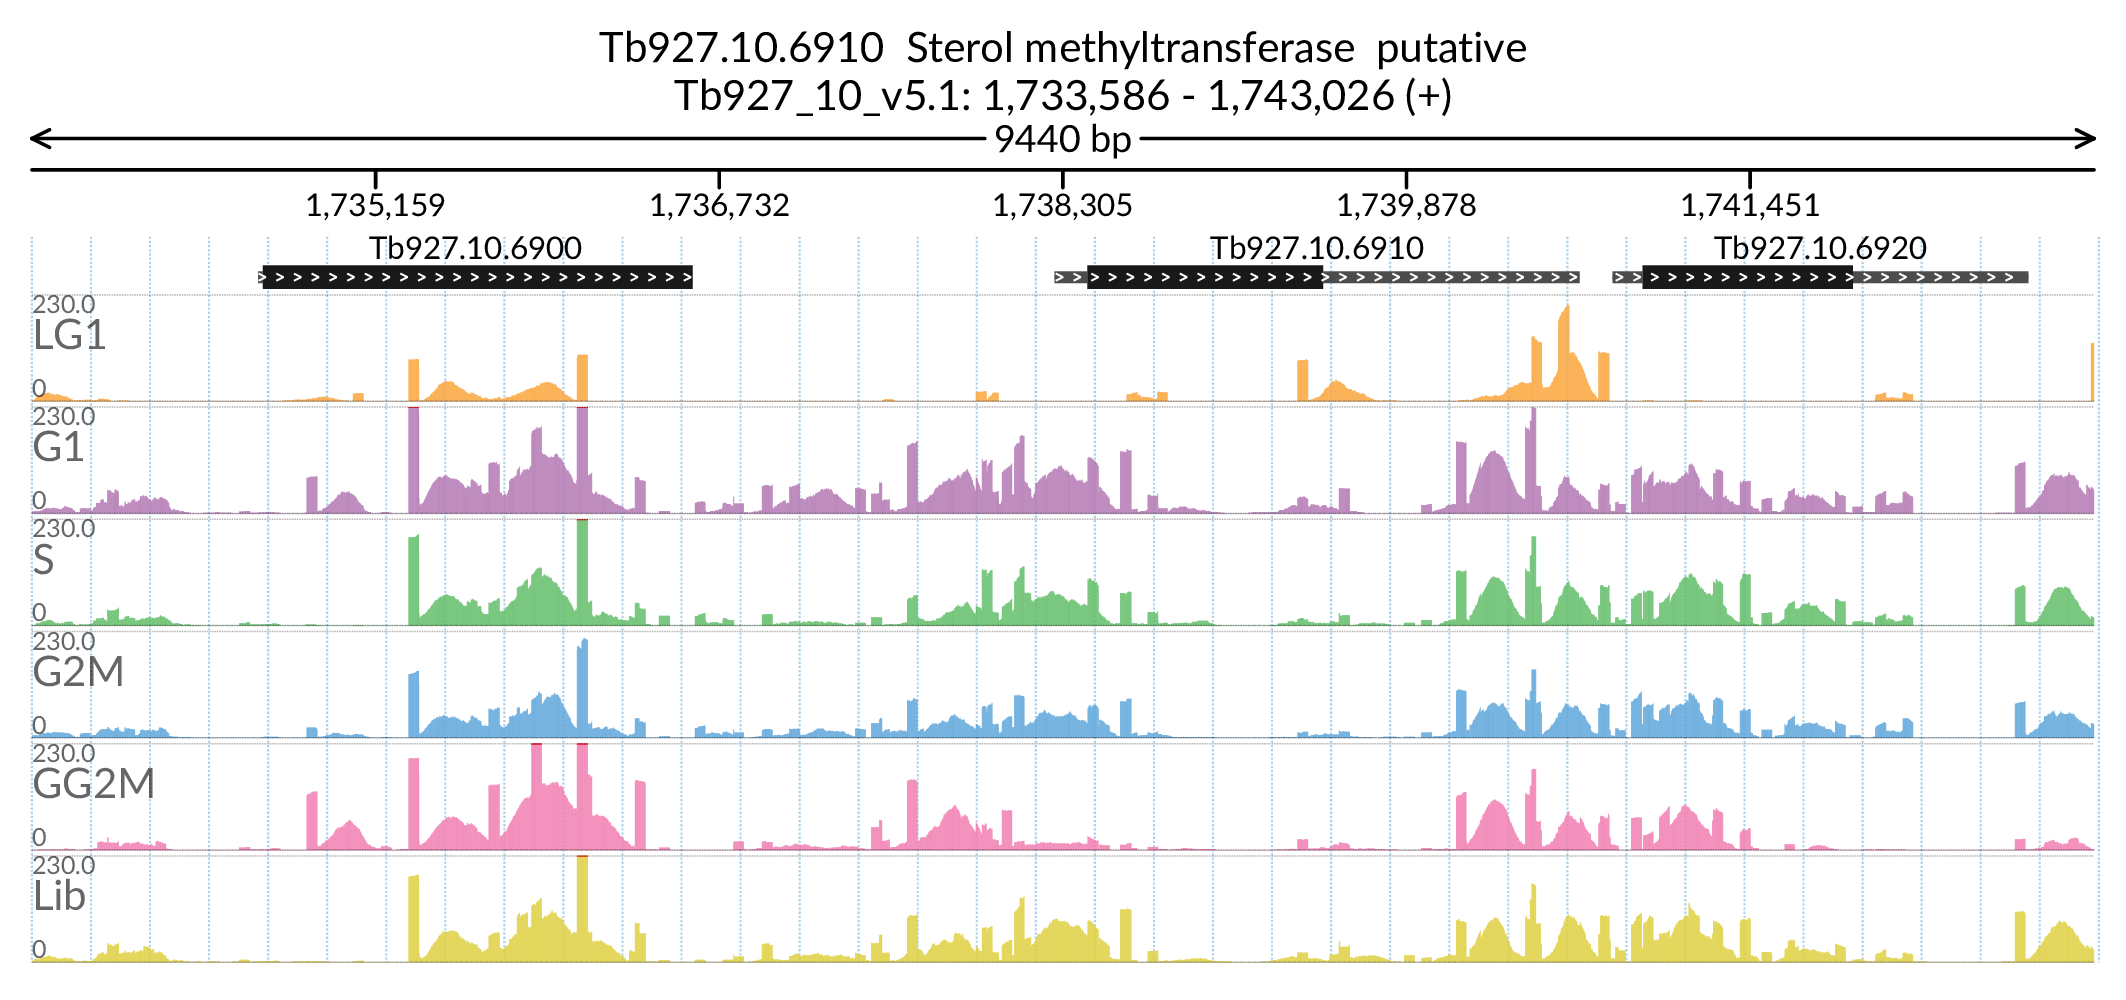 Tb927.10.6910  Sterol methyltransferase  putative
Tb927_10_v5.1: 1,733,586 - 1,743,026 (+)
9440 bp
1,735,159 1,736,732 1,738,305 1,739,878 1,741,451
Tb927.10.6900 Tb927.10.6910 Tb927.10.6920
230.0
LG1
0
230.0
G1
0
230.0
S
0
230.0
G2M
0
230.0
GG2M
0
230.0
Lib
0